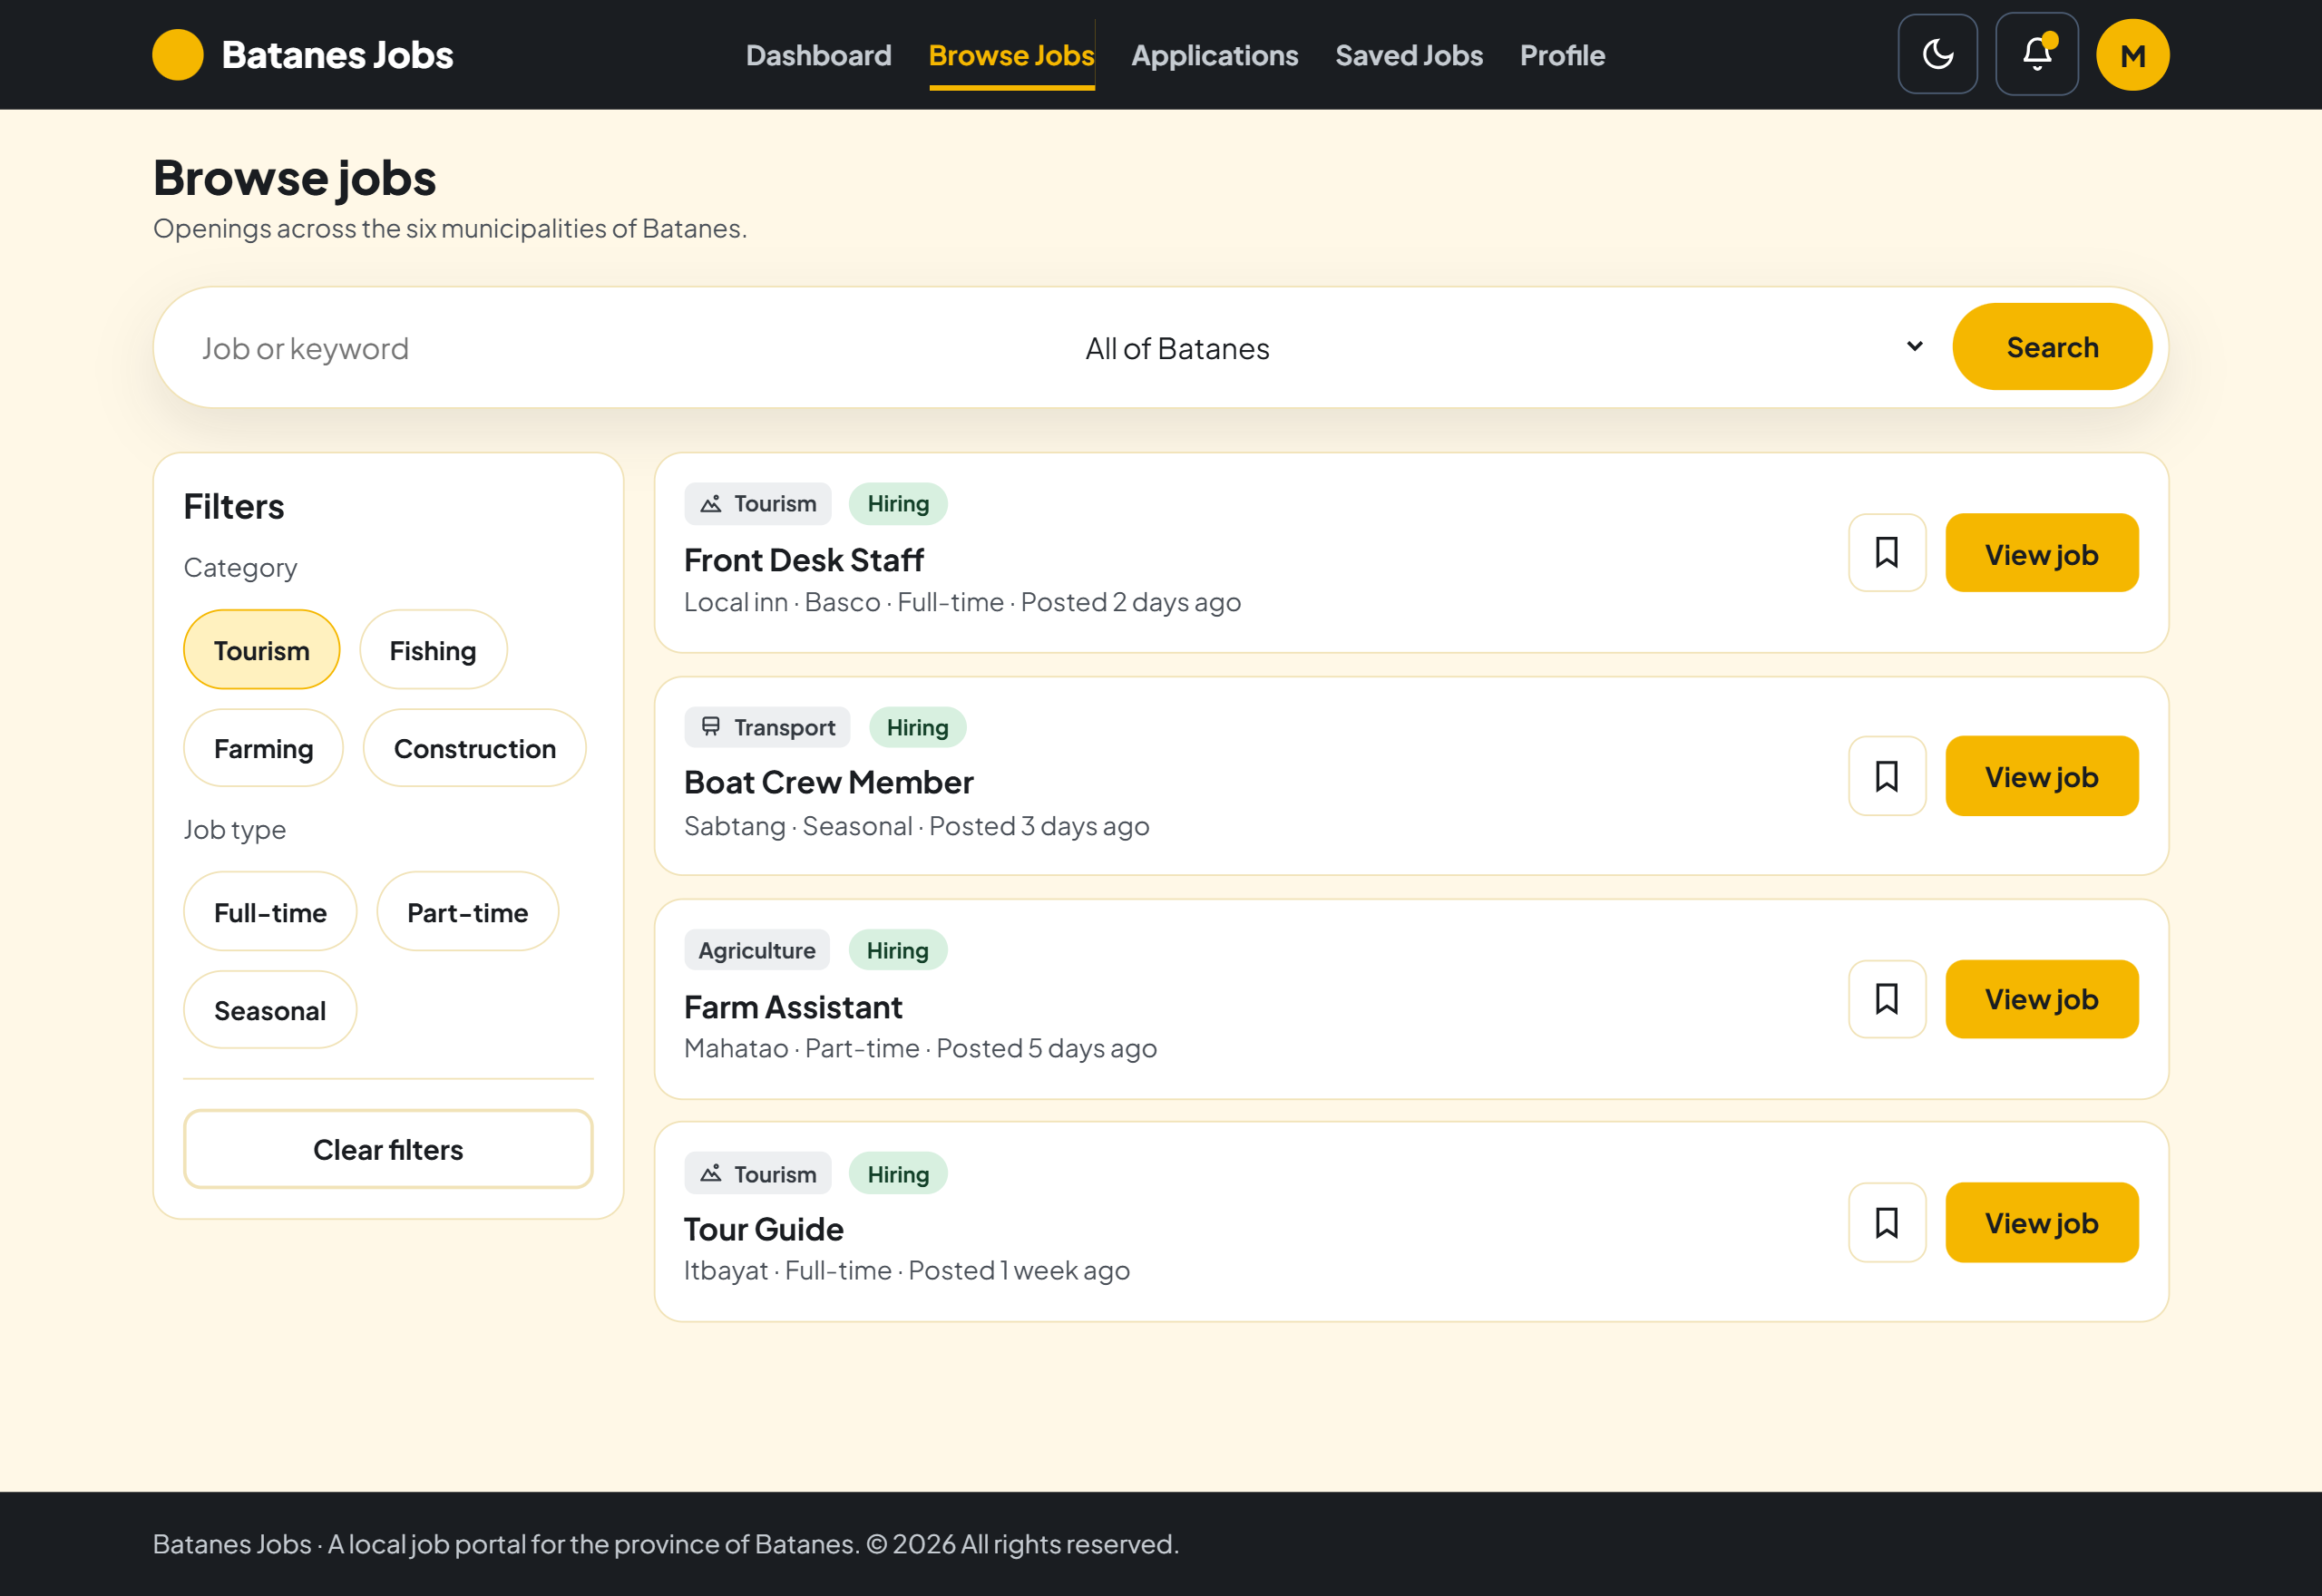 Batanes Jobs
Dashboard Browse Jobs Applications Saved Jobs Profile
M
Browse jobs
Openings across the six municipalities of Batanes.
Job or keyword All of Batanes Search
Filters
Category
Tourism Fishing
Farming Construction
Job type
Full-time Part-time
Seasonal
Clear filters
Tourism Hiring
Front Desk Staff
Local inn · Basco · Full-time · Posted 2 days ago
View job
Transport Hiring
Boat Crew Member
Sabtang · Seasonal · Posted 3 days ago
View job
Agriculture Hiring
Farm Assistant
Mahatao · Part-time · Posted 5 days ago
View job
Tourism Hiring
Tour Guide
Itbayat · Full-time · Posted 1 week ago
View job
Batanes Jobs · A local job portal for the province of Batanes. © 2026 All rights reserved.